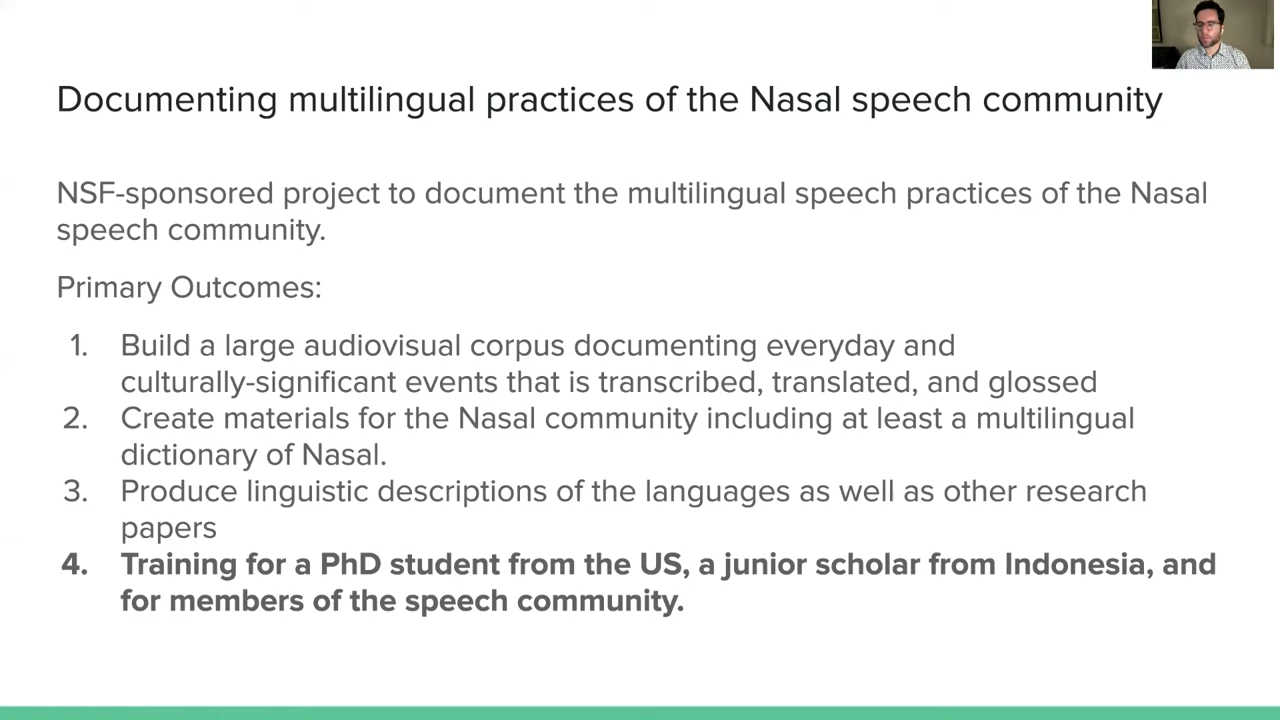 Documenting multilingual practices of the Nasal speech community
NSF-sponsored project to document the multilingual speech practices of the Nasal
speech community.
Primary Outcomes:
1. Build a large audiovisual corpus documenting everyday and
culturally-significant events that is transcribed, translated, and glossed
2. Create materials for the Nasal community including at least a multilingual
dictionary of Nasal.
3. Produce linguistic descriptions of the languages as well as other research
papers
4. Training for a PhD student from the US, a junior scholar from Indonesia, and
for members of the speech community.